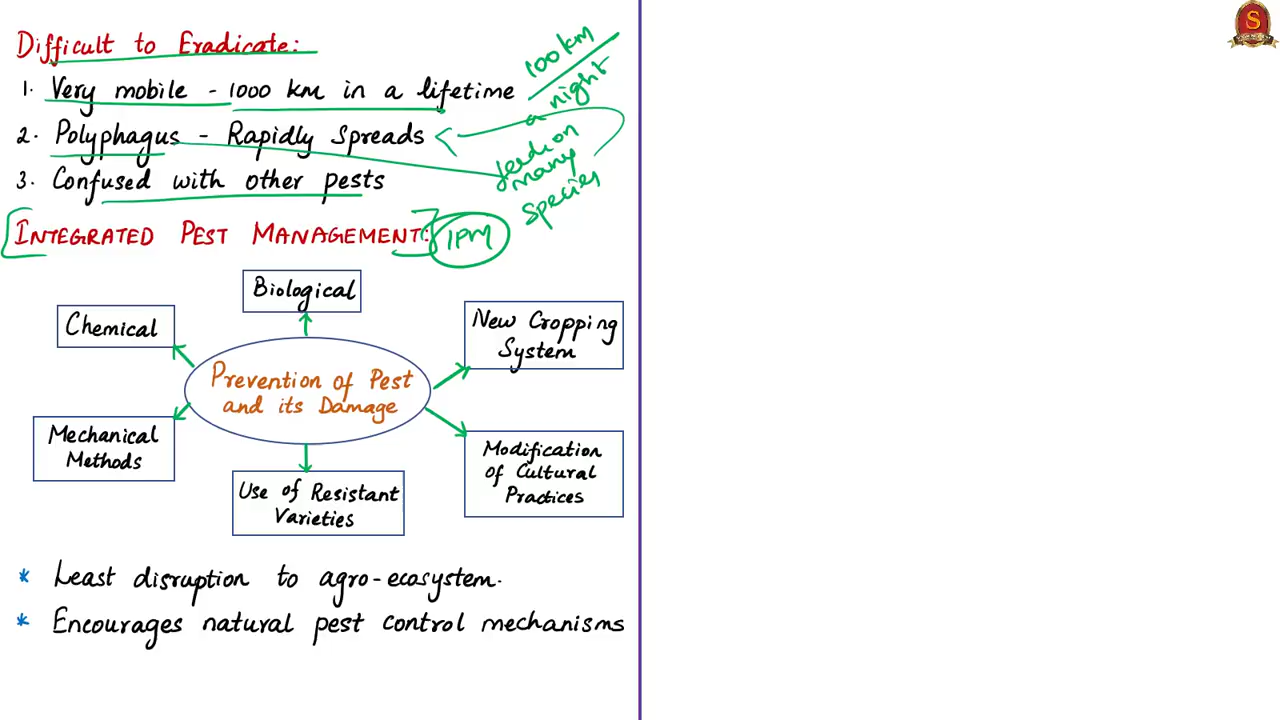 Difficult to Eradicate:
1. Very mobile - 1000 km in a lifetime
100 km
a night
2. Polyphagus - Rapidly Spreads
feeds on
many
species
3. Confused with other pests
INTEGRATED PEST MANAGEMENT:
IPM
Biological
Chemical
New Cropping
System
Prevention of Pest
and its Damage
Mechanical
Methods
Modification
of Cultural
Practices
Use of Resistant
Varieties
* Least disruption to agro-ecosystem.
* Encourages natural pest control mechanisms
S